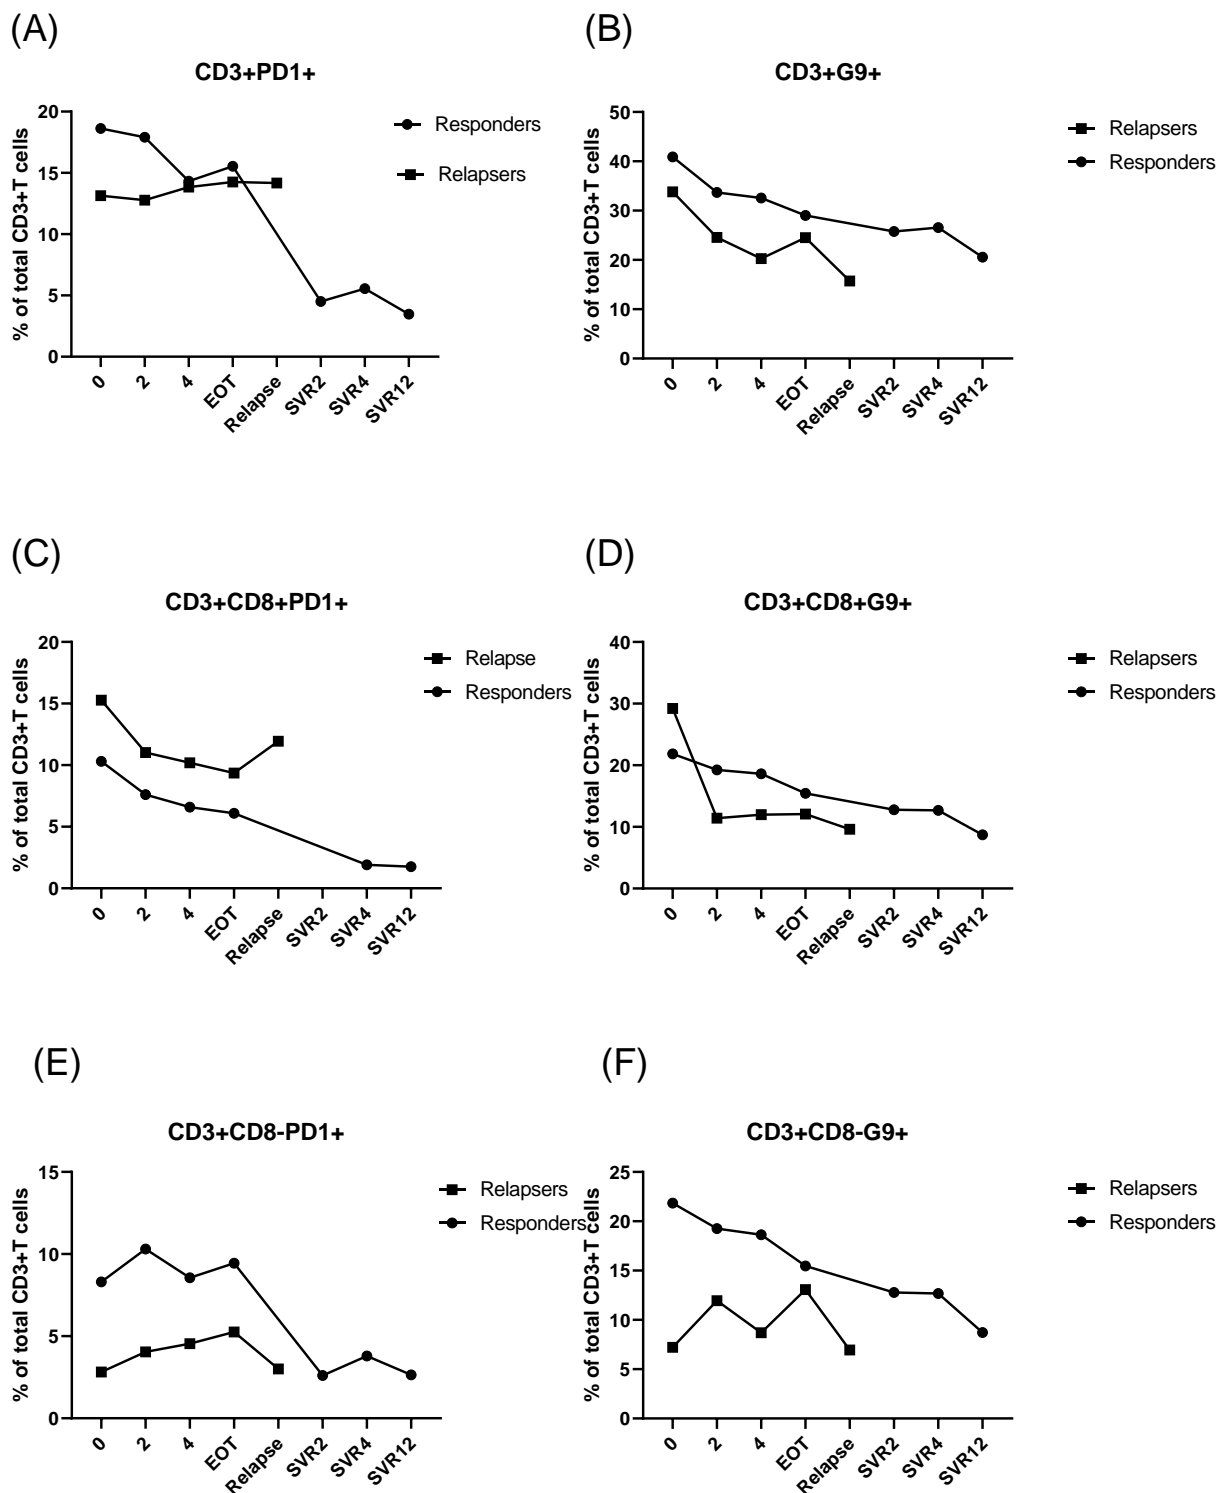 (A)
CD3+PD1+
% of total CD3+T cells
20
15
10
5
0
0
2
4
EOT
Relapse
SVR2
SVR4
SVR12
Responders
Relapsers
(B)
CD3+G9+
% of total CD3+T cells
50
40
30
20
10
0
0
2
4
EOT
Relapse
SVR2
SVR4
SVR12
Relapsers
Responders
(C)
CD3+CD8+PD1+
% of total CD3+T cells
20
15
10
5
0
0
2
4
EOT
Relapse
SVR2
SVR4
SVR12
Relapse
Responders
(D)
CD3+CD8+G9+
% of total CD3+T cells
40
30
20
10
0
0
2
4
EOT
Relapse
SVR2
SVR4
SVR12
Relapsers
Responders
(E)
CD3+CD8-PD1+
% of total CD3+T cells
15
10
5
0
0
2
4
EOT
Relapse
SVR2
SVR4
SVR12
Relapsers
Responders
(F)
CD3+CD8-G9+
% of total CD3+T cells
25
20
15
10
5
0
0
2
4
EOT
Relapse
SVR2
SVR4
SVR12
Relapsers
Responders